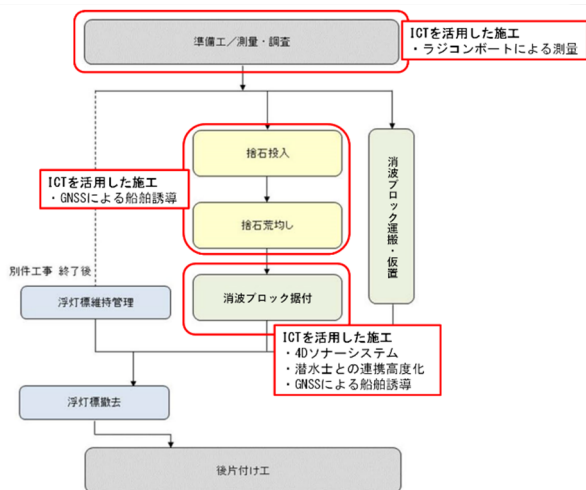 準備工/測量・調査
ICTを活用した施工
・ラジコンボートによる測量
捨石投入
消波ブロック運搬・仮置
ICTを活用した施工
・GNSSによる船舶誘導
捨石荒均し
別件工事 終了後
浮灯標維持管理
消波ブロック据付
ICTを活用した施工
・4Dソナーシステム
・潜水士との連携高度化
・GNSSによる船舶誘導
浮灯標撤去
後片付け工